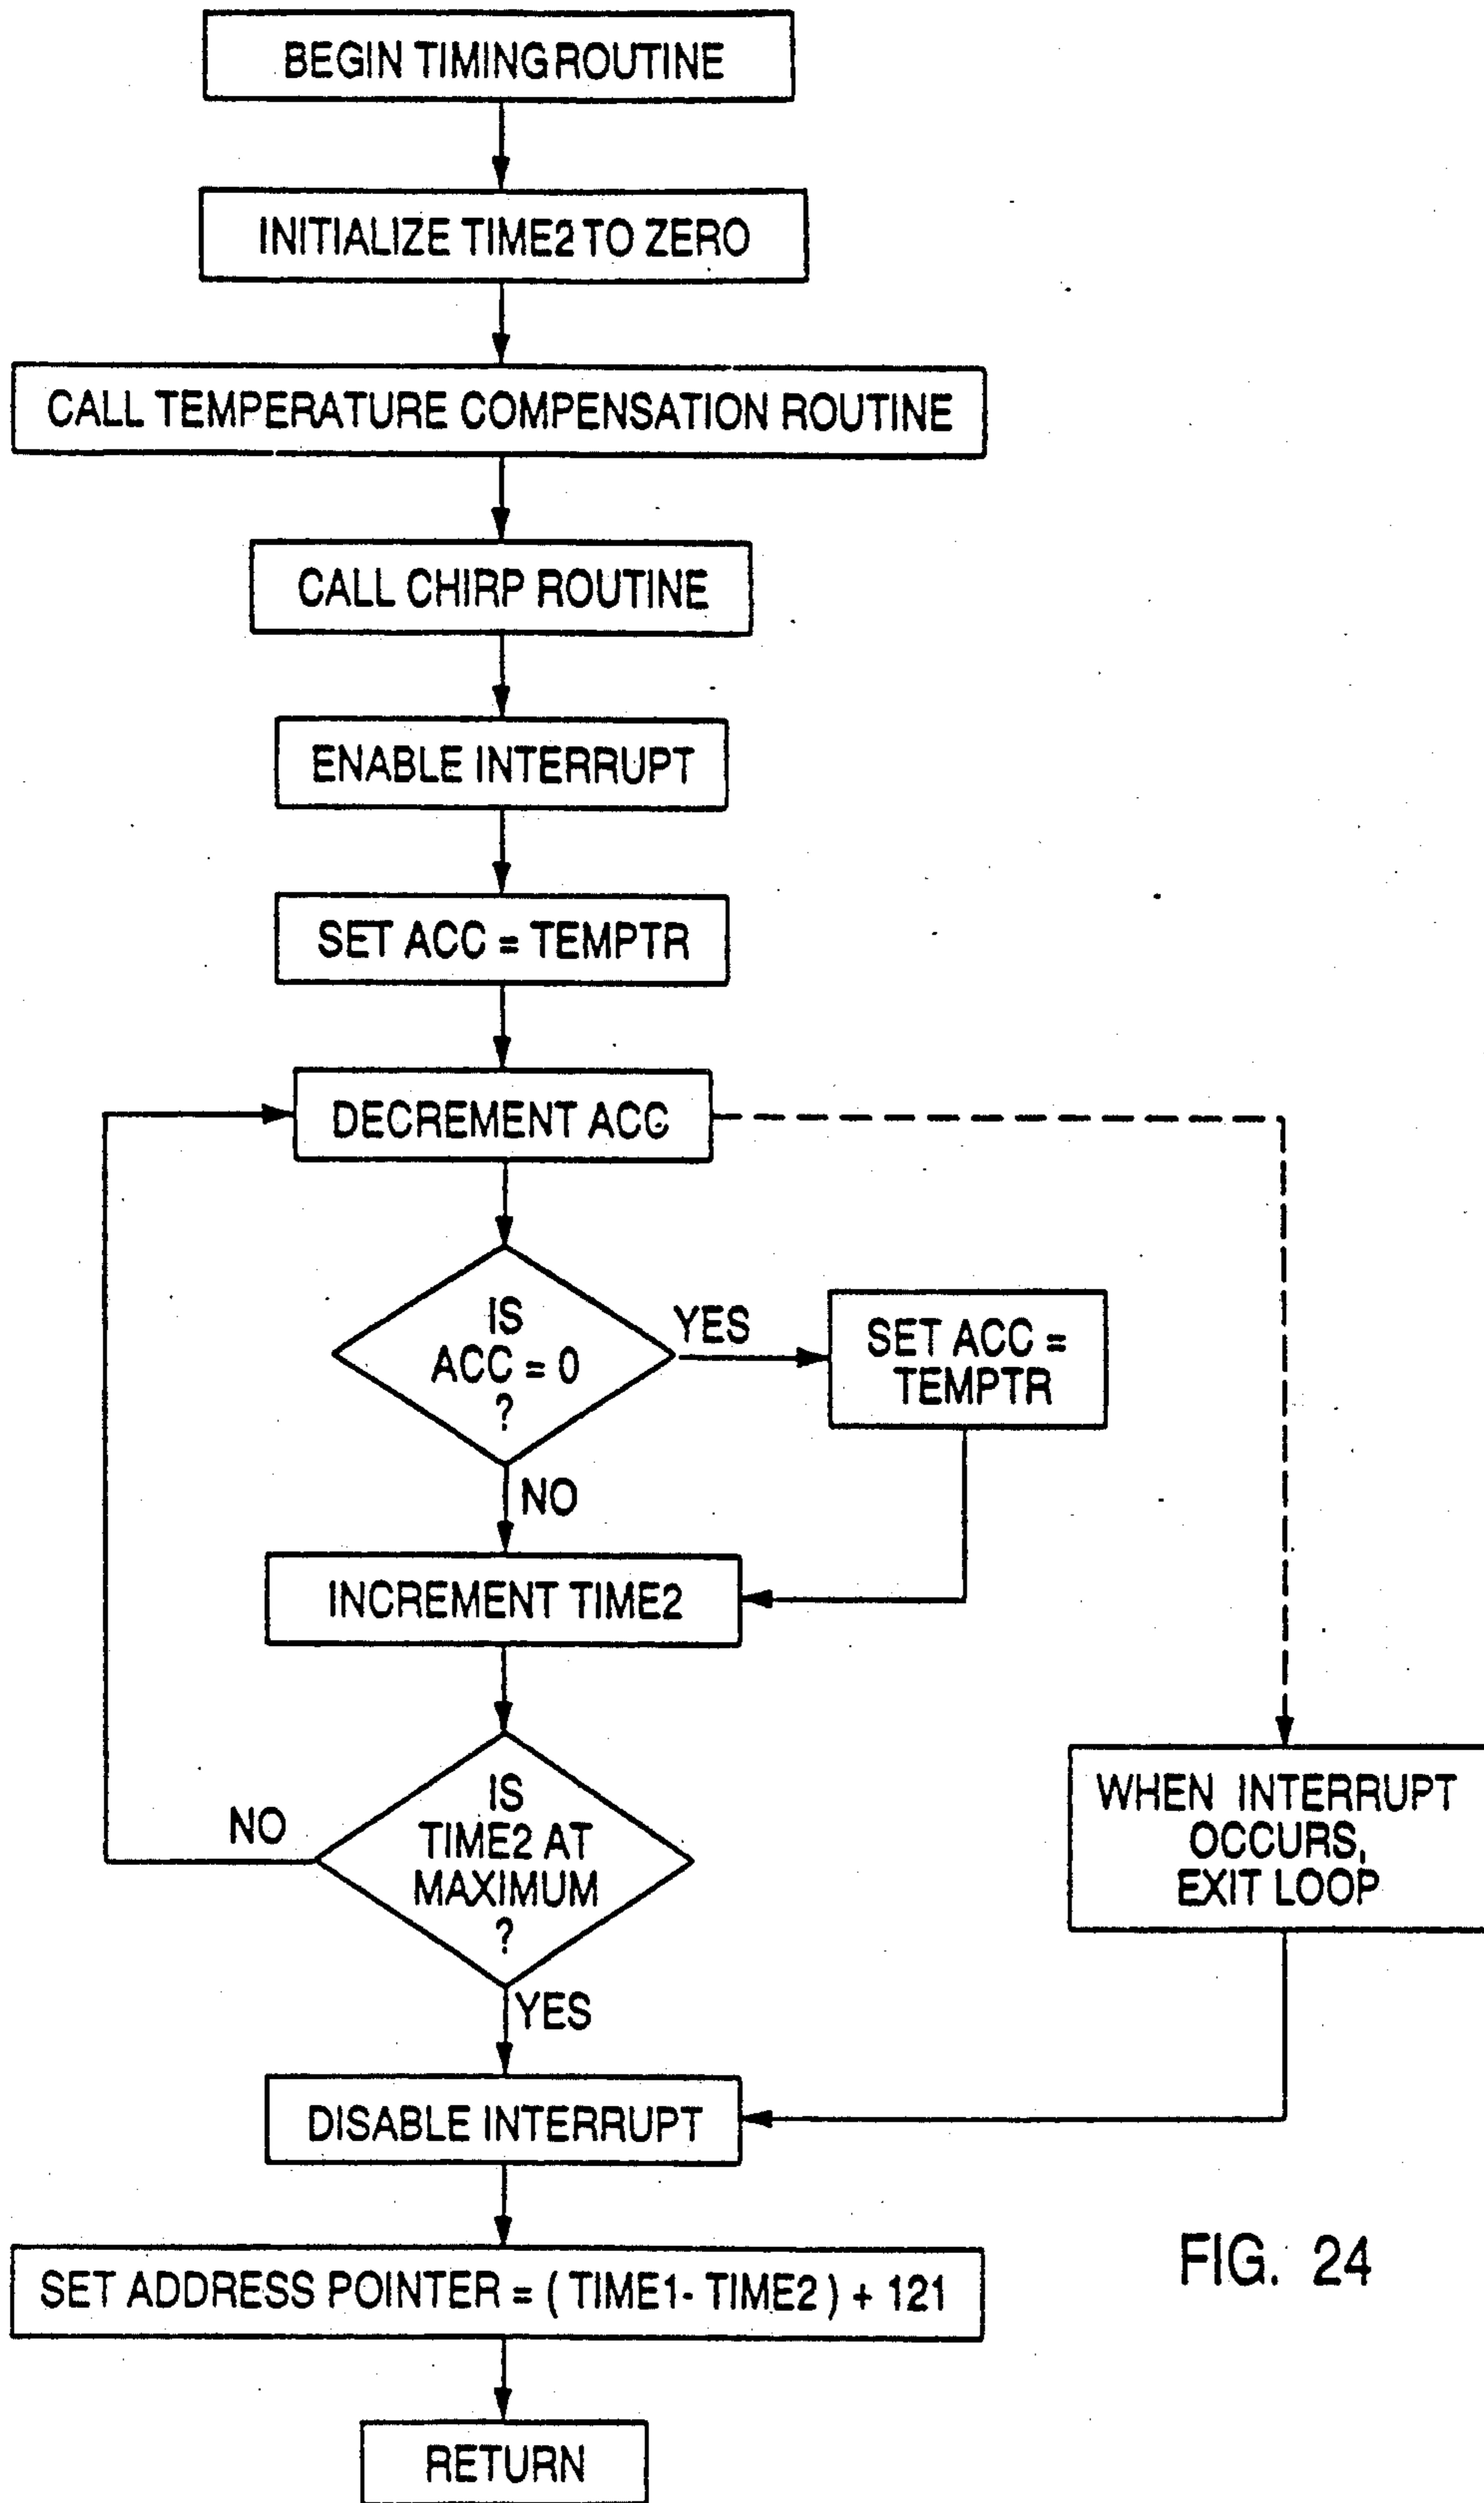 BEGIN TIMING ROUTINE
INITIALIZE TIME2 TO ZERO
CALL TEMPERATURE COMPENSATION ROUTINE
CALL CHIRP ROUTINE
ENABLE INTERRUPT
SET ACC = TEMPTR
DECREMENT ACC
IS
ACC = 0
?
YES
SET ACC =
TEMPTR
NO
INCREMENT TIME2
IS
TIME2 AT
MAXIMUM
?
NO
YES
WHEN INTERRUPT
OCCURS,
EXIT LOOP
DISABLE INTERRUPT
SET ADDRESS POINTER = ( TIME1- TIME2 ) + 121
RETURN
FIG. 24